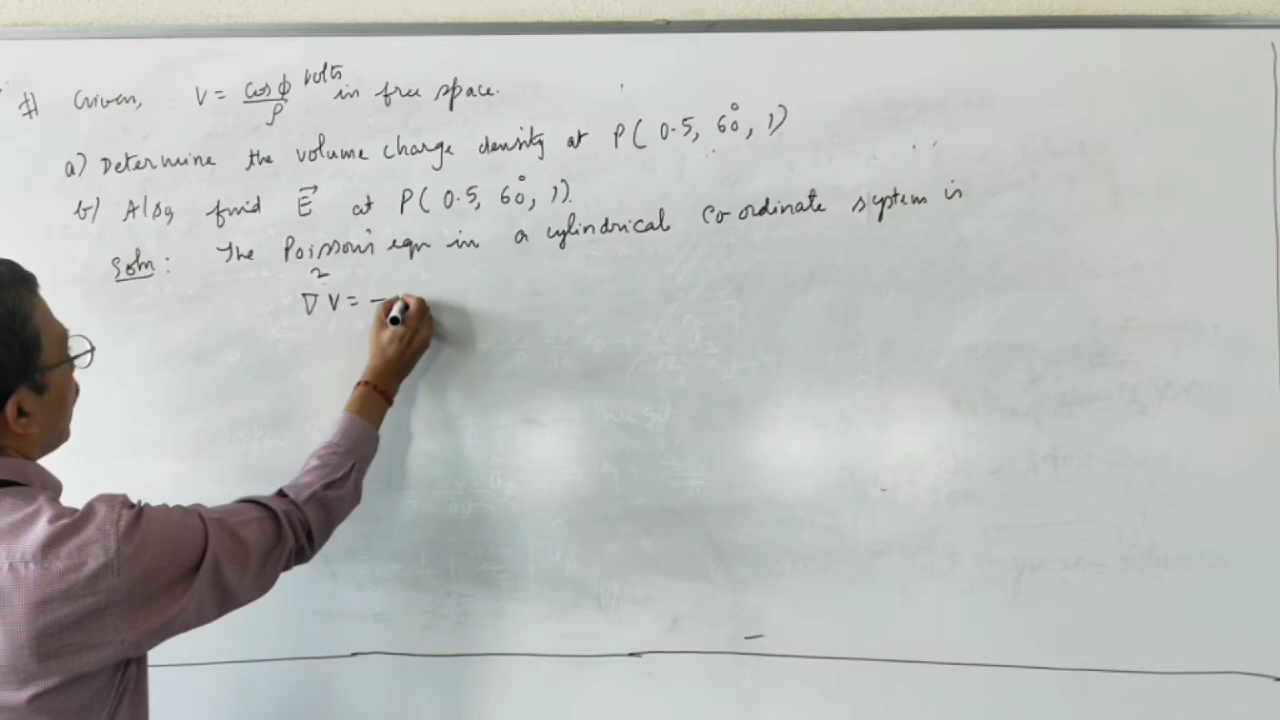 #) Given, V = cosφ/ρ volts in free space.
a) Determine the volume charge density at P( 0.5, 60°, 1)
b) Also find E⃗ at P( 0.5, 60°, 1).
Soln: The Poisson's eqn in a cylindrical co-ordinate system is
∇²V = -